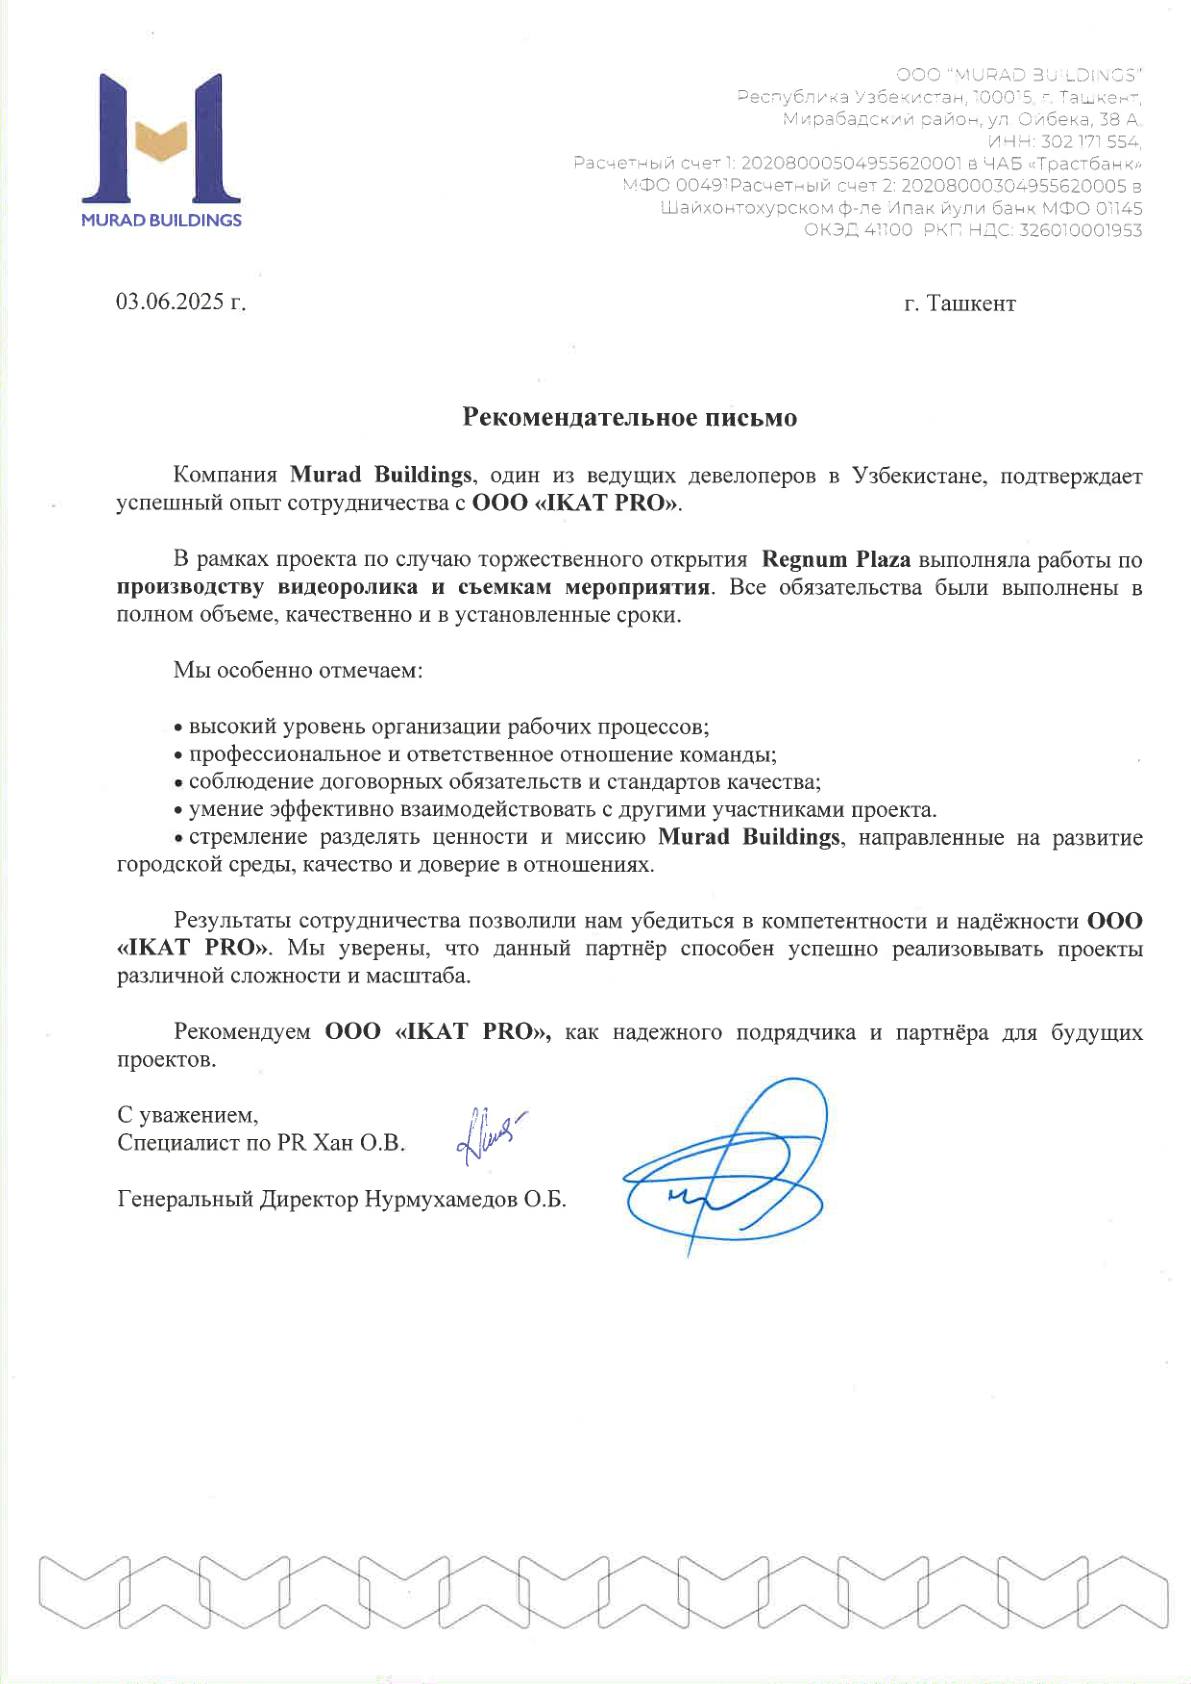 MURAD BUILDINGS
ООО "MURAD BUILDINGS"
Республика Узбекистан, 100015, г. Ташкент,
Мирабадский район, ул. Ойбека, 38 А,
ИНН: 302 171 554,
Расчетный счет 1: 20208000504955620001 в ЧАБ «Трастбанк»
МФО 00491Расчетный счет 2: 20208000304955620005 в
Шайхонтохурском ф-ле Ипак йули банк МФО 01145
ОКЭД 41100 РКП НДС: 326010001953
03.06.2025 г.
г. Ташкент
Рекомендательное письмо
Компания Murad Buildings, один из ведущих девелоперов в Узбекистане, подтверждает
успешный опыт сотрудничества с ООО «IKAT PRO».
В рамках проекта по случаю торжественного открытия Regnum Plaza выполняла работы по
производству видеоролика и съемкам мероприятия. Все обязательства были выполнены в
полном объеме, качественно и в установленные сроки.
Мы особенно отмечаем:
• высокий уровень организации рабочих процессов;
• профессиональное и ответственное отношение команды;
• соблюдение договорных обязательств и стандартов качества;
• умение эффективно взаимодействовать с другими участниками проекта.
• стремление разделять ценности и миссию Murad Buildings, направленные на развитие
городской среды, качество и доверие в отношениях.
Результаты сотрудничества позволили нам убедиться в компетентности и надёжности ООО
«IKAT PRO». Мы уверены, что данный партнёр способен успешно реализовывать проекты
различной сложности и масштаба.
Рекомендуем ООО «IKAT PRO», как надежного подрядчика и партнёра для будущих
проектов.
С уважением,
Специалист по PR Хан О.В.
Генеральный Директор Нурмухамедов О.Б.